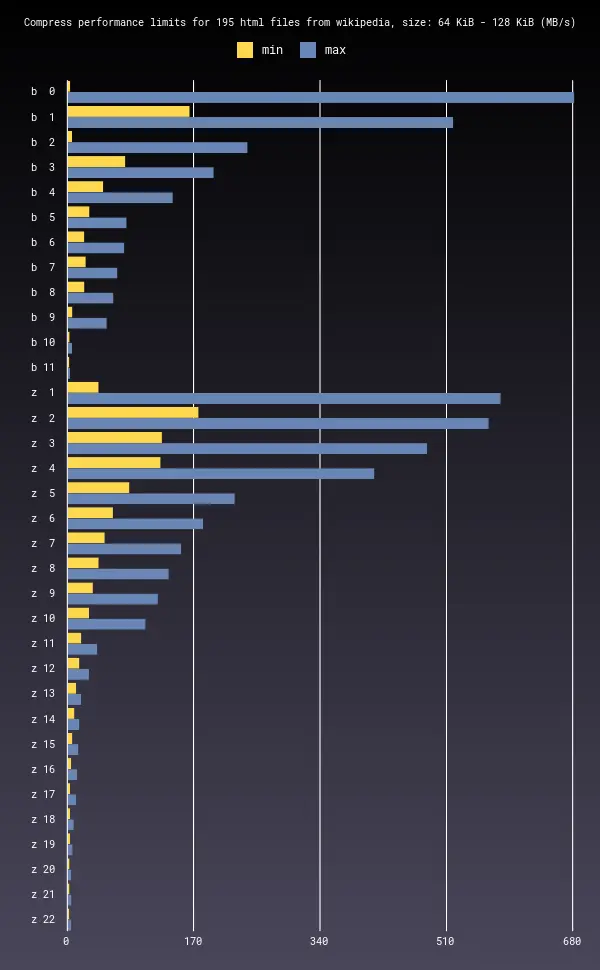 Compress performance limits for 195 html files from wikipedia, size: 64 KiB - 128 KiB (MB/s)
min max
b 0
b 1
b 2
b 3
b 4
b 5
b 6
b 7
b 8
b 9
b 10
b 11
z 1
z 2
z 3
z 4
z 5
z 6
z 7
z 8
z 9
z 10
z 11
z 12
z 13
z 14
z 15
z 16
z 17
z 18
z 19
z 20
z 21
z 22
0 170 340 510 680